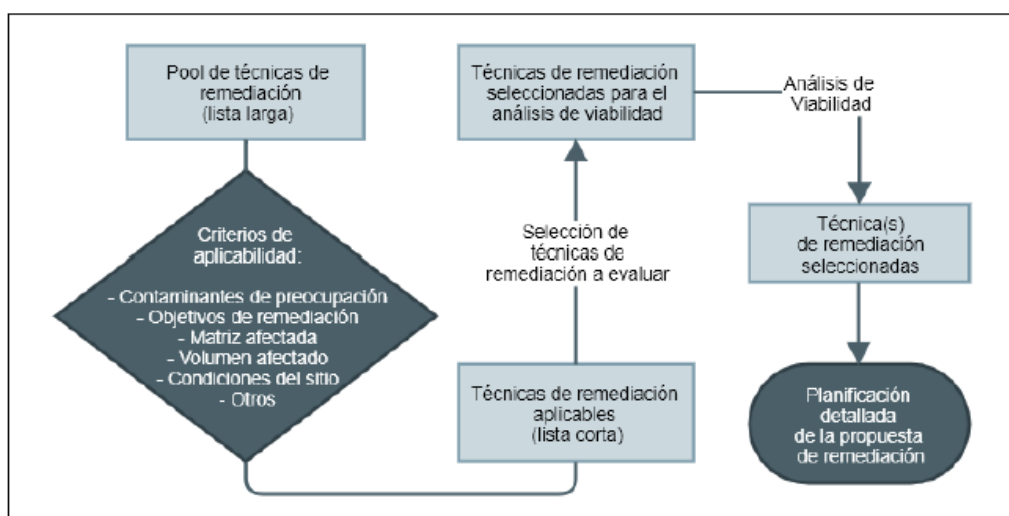 Pool de técnicas de
remediación
(lista larga)
Criterios de
aplicabilidad:
- Contaminantes de preocupación
- Objetivos de remediación
- Matriz afectada
- Volumen afectado
- Condiciones del sitio
- Otros
Técnicas de remediación
aplicables
(lista corta)
Selección de
técnicas de
remediación a evaluar
Técnicas de remediación
seleccionadas para el
análisis de viabilidad
Análisis de
Viabilidad
Técnica(s)
de remediación
seleccionadas
Planificación
detallada
de la propuesta
de remediación